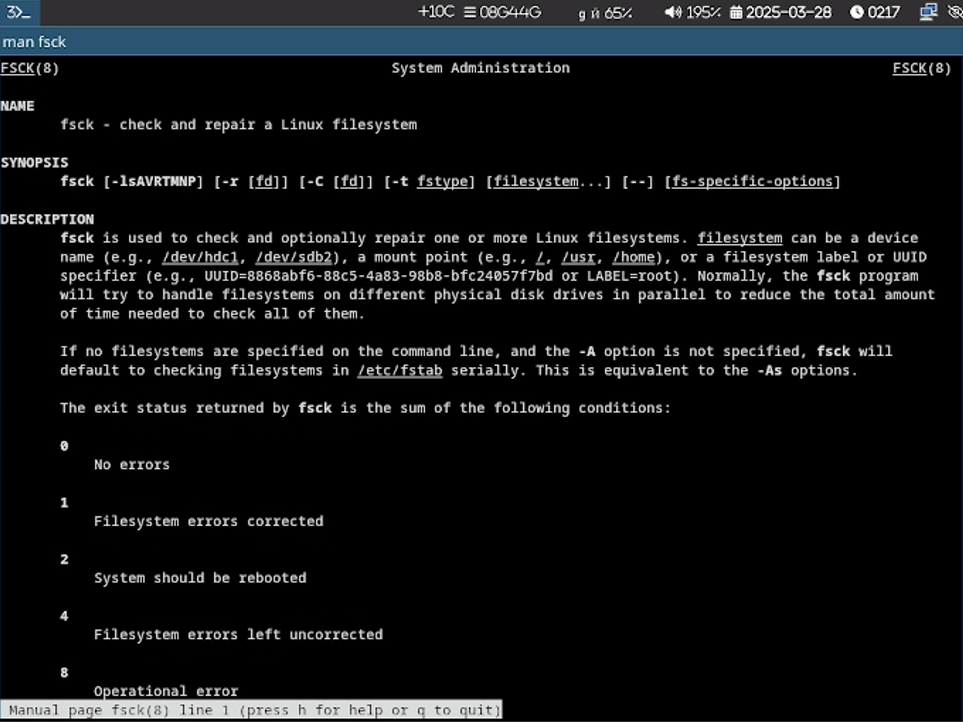 3>_ +10C 08G44G g й 65% 195% 2025-03-28 0217
man fsck
FSCK(8) System Administration FSCK(8)
NAME
fsck - check and repair a Linux filesystem
SYNOPSIS
fsck [-lsAVRTMNP] [-r [fd]] [-C [fd]] [-t fstype] [filesystem...] [--] [fs-specific-options]
DESCRIPTION
fsck is used to check and optionally repair one or more Linux filesystems. filesystem can be a device
name (e.g., /dev/hdc1, /dev/sdb2), a mount point (e.g., /, /usr, /home), or a filesystem label or UUID
specifier (e.g., UUID=8868abf6-88c5-4a83-98b8-bfc24057f7bd or LABEL=root). Normally, the fsck program
will try to handle filesystems on different physical disk drives in parallel to reduce the total amount
of time needed to check all of them.
If no filesystems are specified on the command line, and the -A option is not specified, fsck will
default to checking filesystems in /etc/fstab serially. This is equivalent to the -As options.
The exit status returned by fsck is the sum of the following conditions:
0
No errors
1
Filesystem errors corrected
2
System should be rebooted
4
Filesystem errors left uncorrected
8
Operational error
Manual page fsck(8) line 1 (press h for help or q to quit)